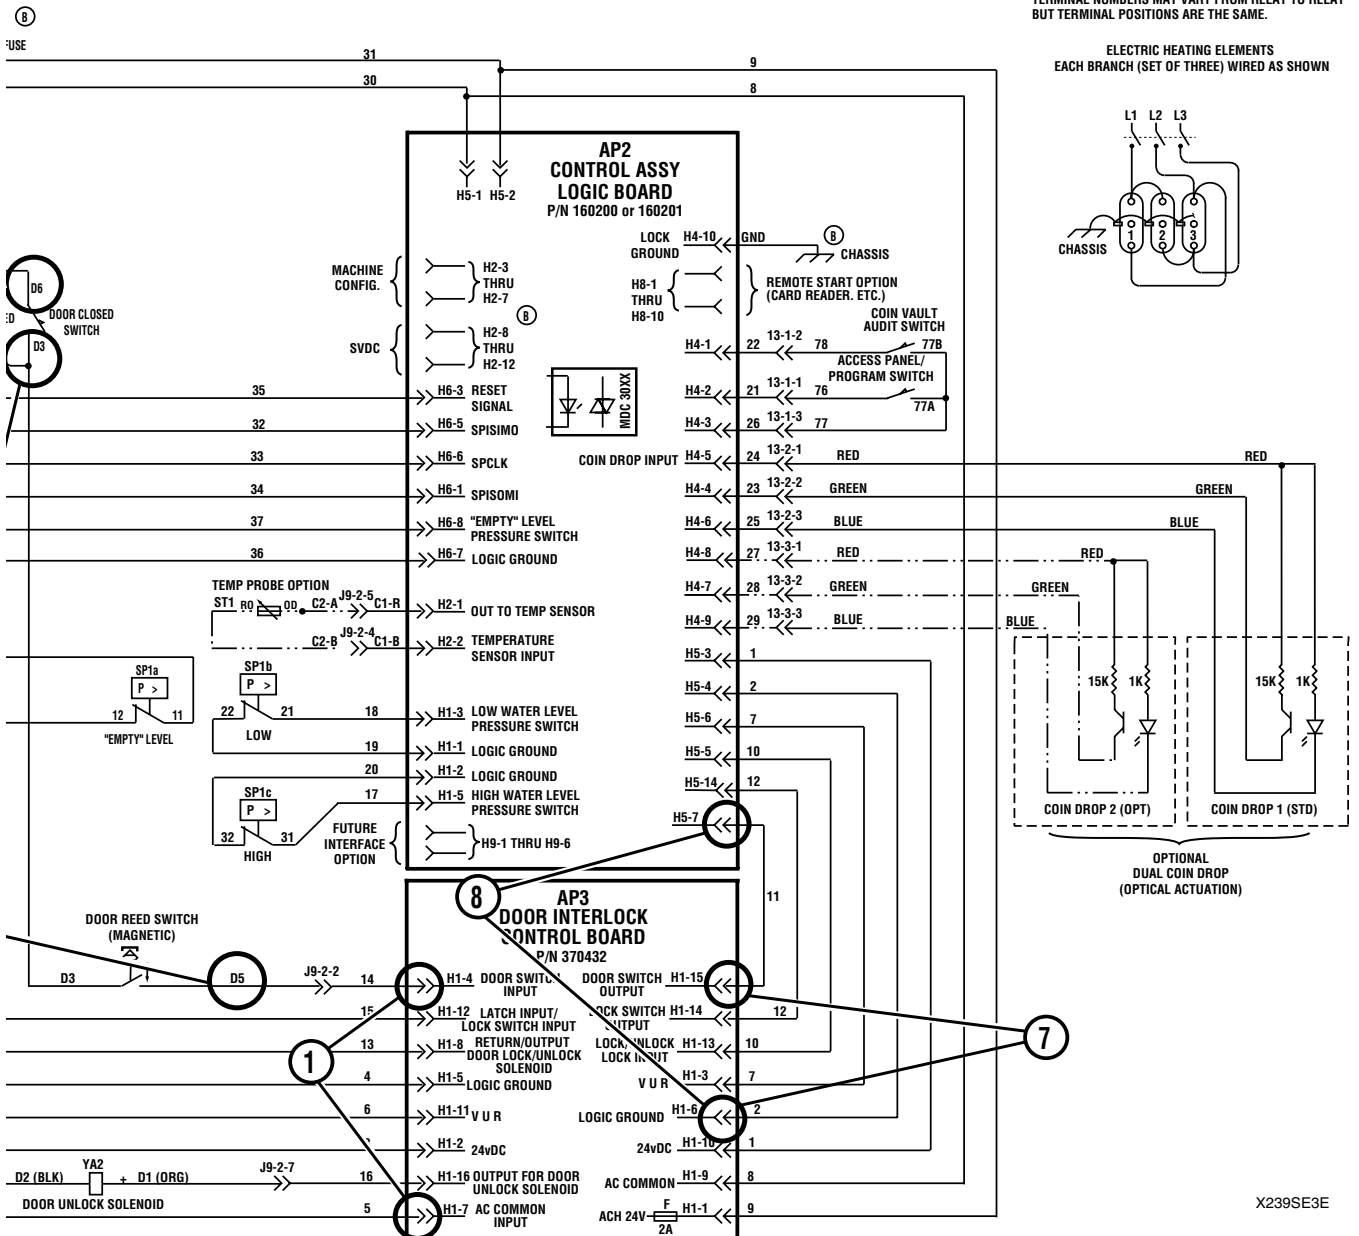 BUT TERMINAL POSITIONS ARE THE SAME.
B
FUSE
31
30
9
8
ELECTRIC HEATING ELEMENTS
EACH BRANCH (SET OF THREE) WIRED AS SHOWN
L1 L2 L3
1 2 3
CHASSIS
AP2
CONTROL ASSY
LOGIC BOARD
P/N 160200 or 160201
H5-1 H5-2
LOCK
GROUND
H4-10 GND
B
CHASSIS
MACHINE
CONFIG.
H2-3
THRU
H2-7
H8-1
THRU
H8-10
REMOTE START OPTION
(CARD READER. ETC.)
B
SVDC
H2-8
THRU
H2-12
COIN VAULT
AUDIT SWITCH
H4-1 22 13-1-2 78 77B
ACCESS PANEL/
PROGRAM SWITCH
H4-2 21 13-1-1 76 77A
H4-3 26 13-1-3 77
MDC 30XX
D6
DOOR CLOSED
SWITCH
D3
35 H6-3 RESET
SIGNAL
32 H6-5 SPISIMO
33 H6-6 SPCLK
34 H6-1 SPISOMI
37 H6-8 "EMPTY" LEVEL
PRESSURE SWITCH
36 H6-7 LOGIC GROUND
COIN DROP INPUT H4-5 24 13-2-1 RED RED
H4-4 23 13-2-2 GREEN GREEN
H4-6 25 13-2-3 BLUE BLUE
H4-8 27 13-3-1 RED RED
H4-7 28 13-3-2 GREEN GREEN
H4-9 29 13-3-3 BLUE BLUE
TEMP PROBE OPTION
ST1 RO OD C2-A J9-2-5 C1-R H2-1 OUT TO TEMP SENSOR
C2-B J9-2-4 C1-B H2-2 TEMPERATURE
SENSOR INPUT
H5-3 1
H5-4 2
H5-6 7
H5-5 10
H5-14 12
H5-7
11
15K 1K
COIN DROP 2 (OPT)
15K 1K
COIN DROP 1 (STD)
OPTIONAL
DUAL COIN DROP
(OPTICAL ACTUATION)
SP1a
P >
12 11
"EMPTY" LEVEL
SP1b
P >
22 21
LOW
18 H1-3 LOW WATER LEVEL
PRESSURE SWITCH
19 H1-1 LOGIC GROUND
20 H1-2 LOGIC GROUND
17 H1-5 HIGH WATER LEVEL
PRESSURE SWITCH
SP1c
P >
32 31
HIGH
FUTURE
INTERFACE
OPTION
H9-1 THRU H9-6
8
AP3
DOOR INTERLOCK
CONTROL BOARD
P/N 370432
DOOR REED SWITCH
(MAGNETIC)
D3 D5 J9-2-2 14 H1-4 DOOR SWITCH
INPUT
15 H1-12 LATCH INPUT/
LOCK SWITCH INPUT
13 H1-8 RETURN/OUTPUT
DOOR LOCK/UNLOCK
SOLENOID
4 H1-5 LOGIC GROUND
6 H1-11 V U R
H1-2 24vDC
D2 (BLK) YA2 + D1 (ORG) J9-2-7 16 H1-16 OUTPUT FOR DOOR
UNLOCK SOLENOID
DOOR UNLOCK SOLENOID
5 H1-7 AC COMMON
INPUT
1
DOOR SWITCH
OUTPUT
H1-15
LOCK SWITCH
OUTPUT
H1-14 12
LOCK/UNLOCK
LOCK INPUT
H1-13 10
V U R H1-3 7
LOGIC GROUND H1-6 2
24vDC H1-10 1
AC COMMON H1-9 8
ACH 24V F H1-1 9
2A
7
X239SE3E